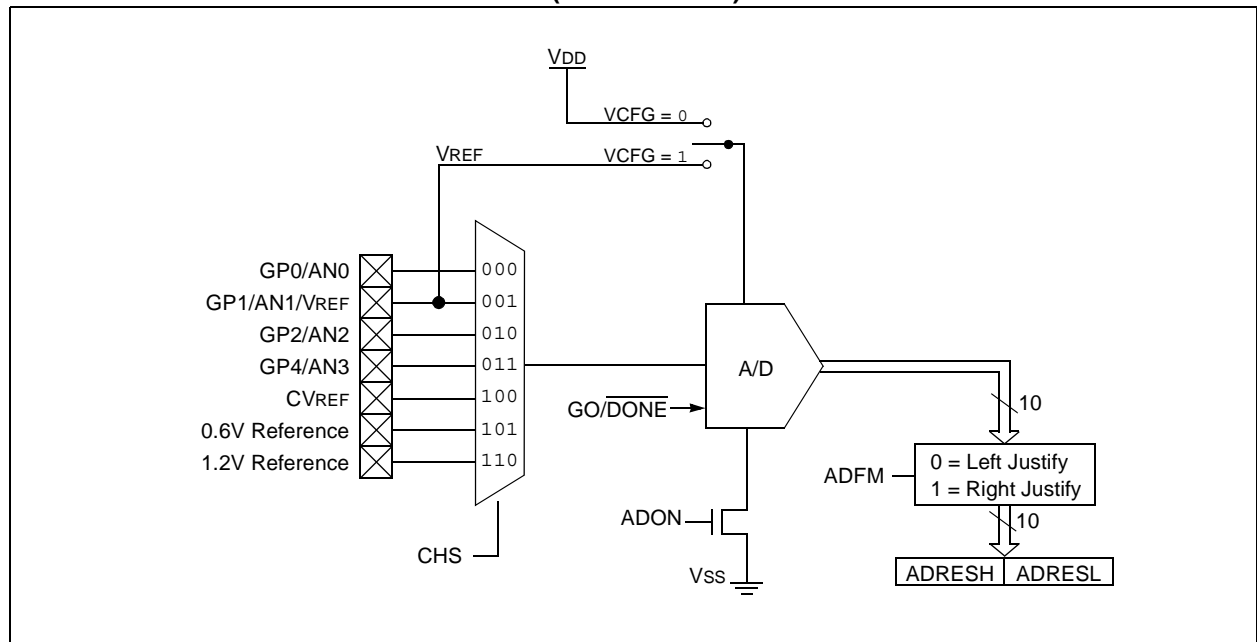 VDD
VCFG = 0
VREF
VCFG = 1
GP0/AN0
000
GP1/AN1/VREF
001
GP2/AN2
010
GP4/AN3
011
CVREF
100
0.6V Reference
101
1.2V Reference
110
A/D
GO/DONE
10
ADFM
0 = Left Justify
1 = Right Justify
10
ADON
CHS
VSS
ADRESH ADRESL